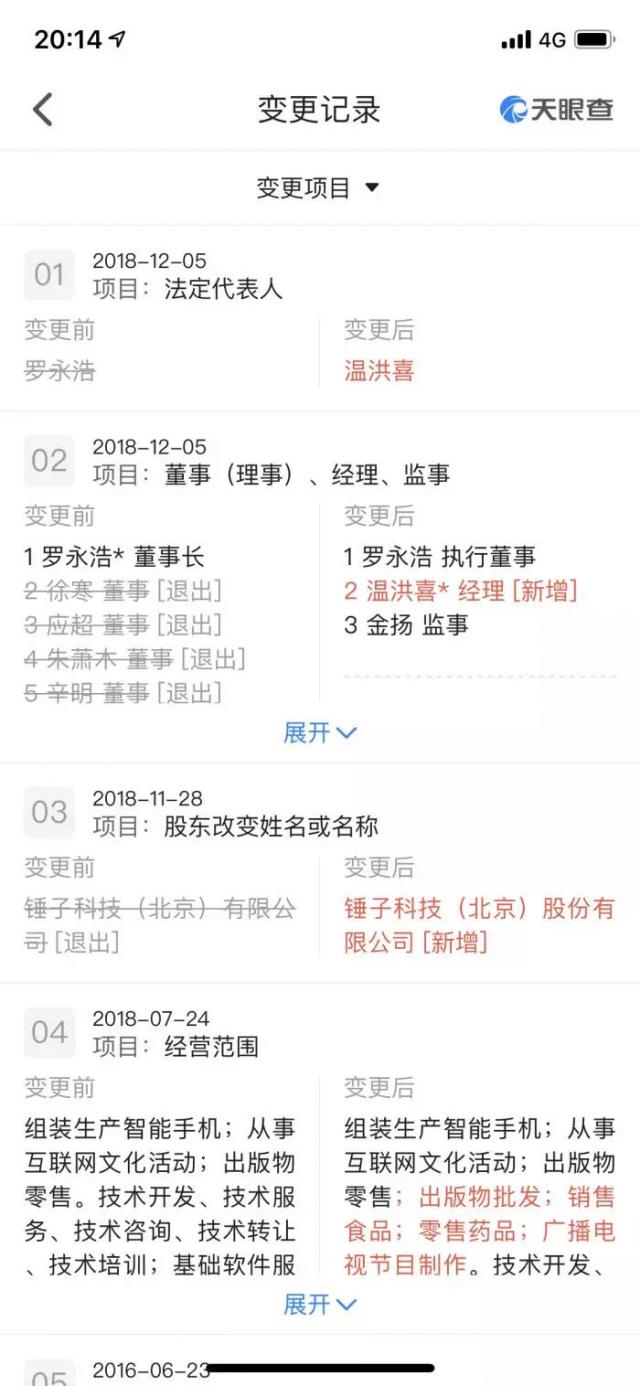 20:14 4G
变更记录 天眼查
变更项目
01 2018-12-05
项目：法定代表人
变更前 变更后
罗永浩 温洪喜
02 2018-12-05
项目：董事（理事）、经理、监事
变更前 变更后
1 罗永浩* 董事长 1 罗永浩 执行董事
2 徐寒 董事 [退出] 2 温洪喜* 经理 [新增]
3 应超 董事 [退出] 3 金扬 监事
4 朱萧木 董事 [退出]
5 辛明 董事 [退出]
展开
03 2018-11-28
项目：股东改变姓名或名称
变更前 变更后
锤子科技（北京）有限公 锤子科技（北京）股份有
司 [退出] 限公司 [新增]
04 2018-07-24
项目：经营范围
变更前 变更后
组装生产智能手机；从事 组装生产智能手机；从事
互联网文化活动；出版物 互联网文化活动；出版物
零售。技术开发、技术服 零售；出版物批发；销售
务、技术咨询、技术转让 食品；零售药品；广播电
、技术培训；基础软件服 视节目制作。技术开发、
展开
05 2016-06-23